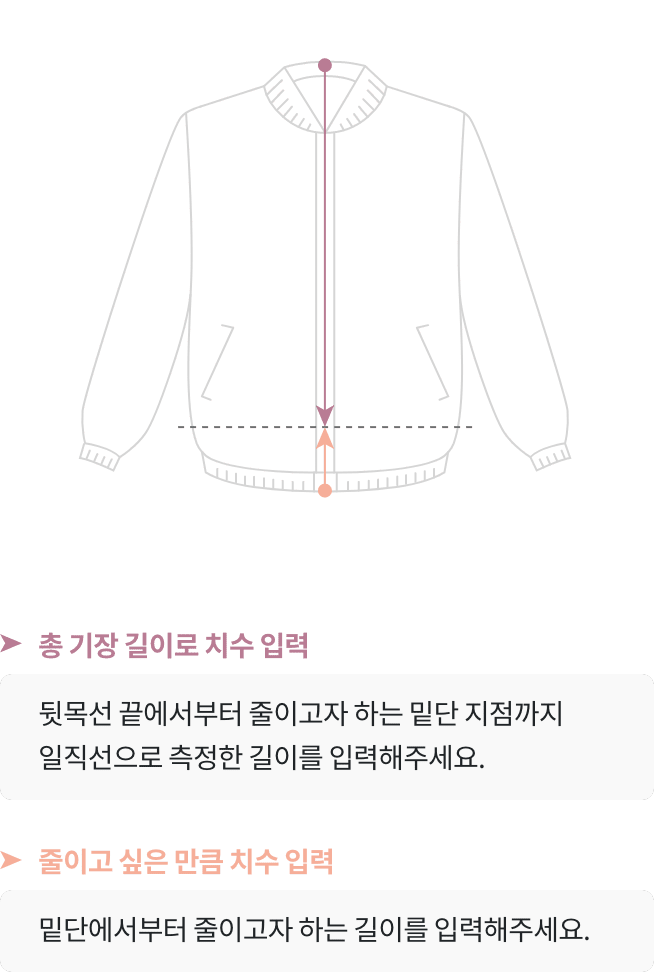 총 기장 길이로 치수 입력
뒷목선 끝에서부터 줄이고자 하는 밑단 지점까지
일직선으로 측정한 길이를 입력해주세요.
줄이고 싶은 만큼 치수 입력
밑단에서부터 줄이고자 하는 길이를 입력해주세요.